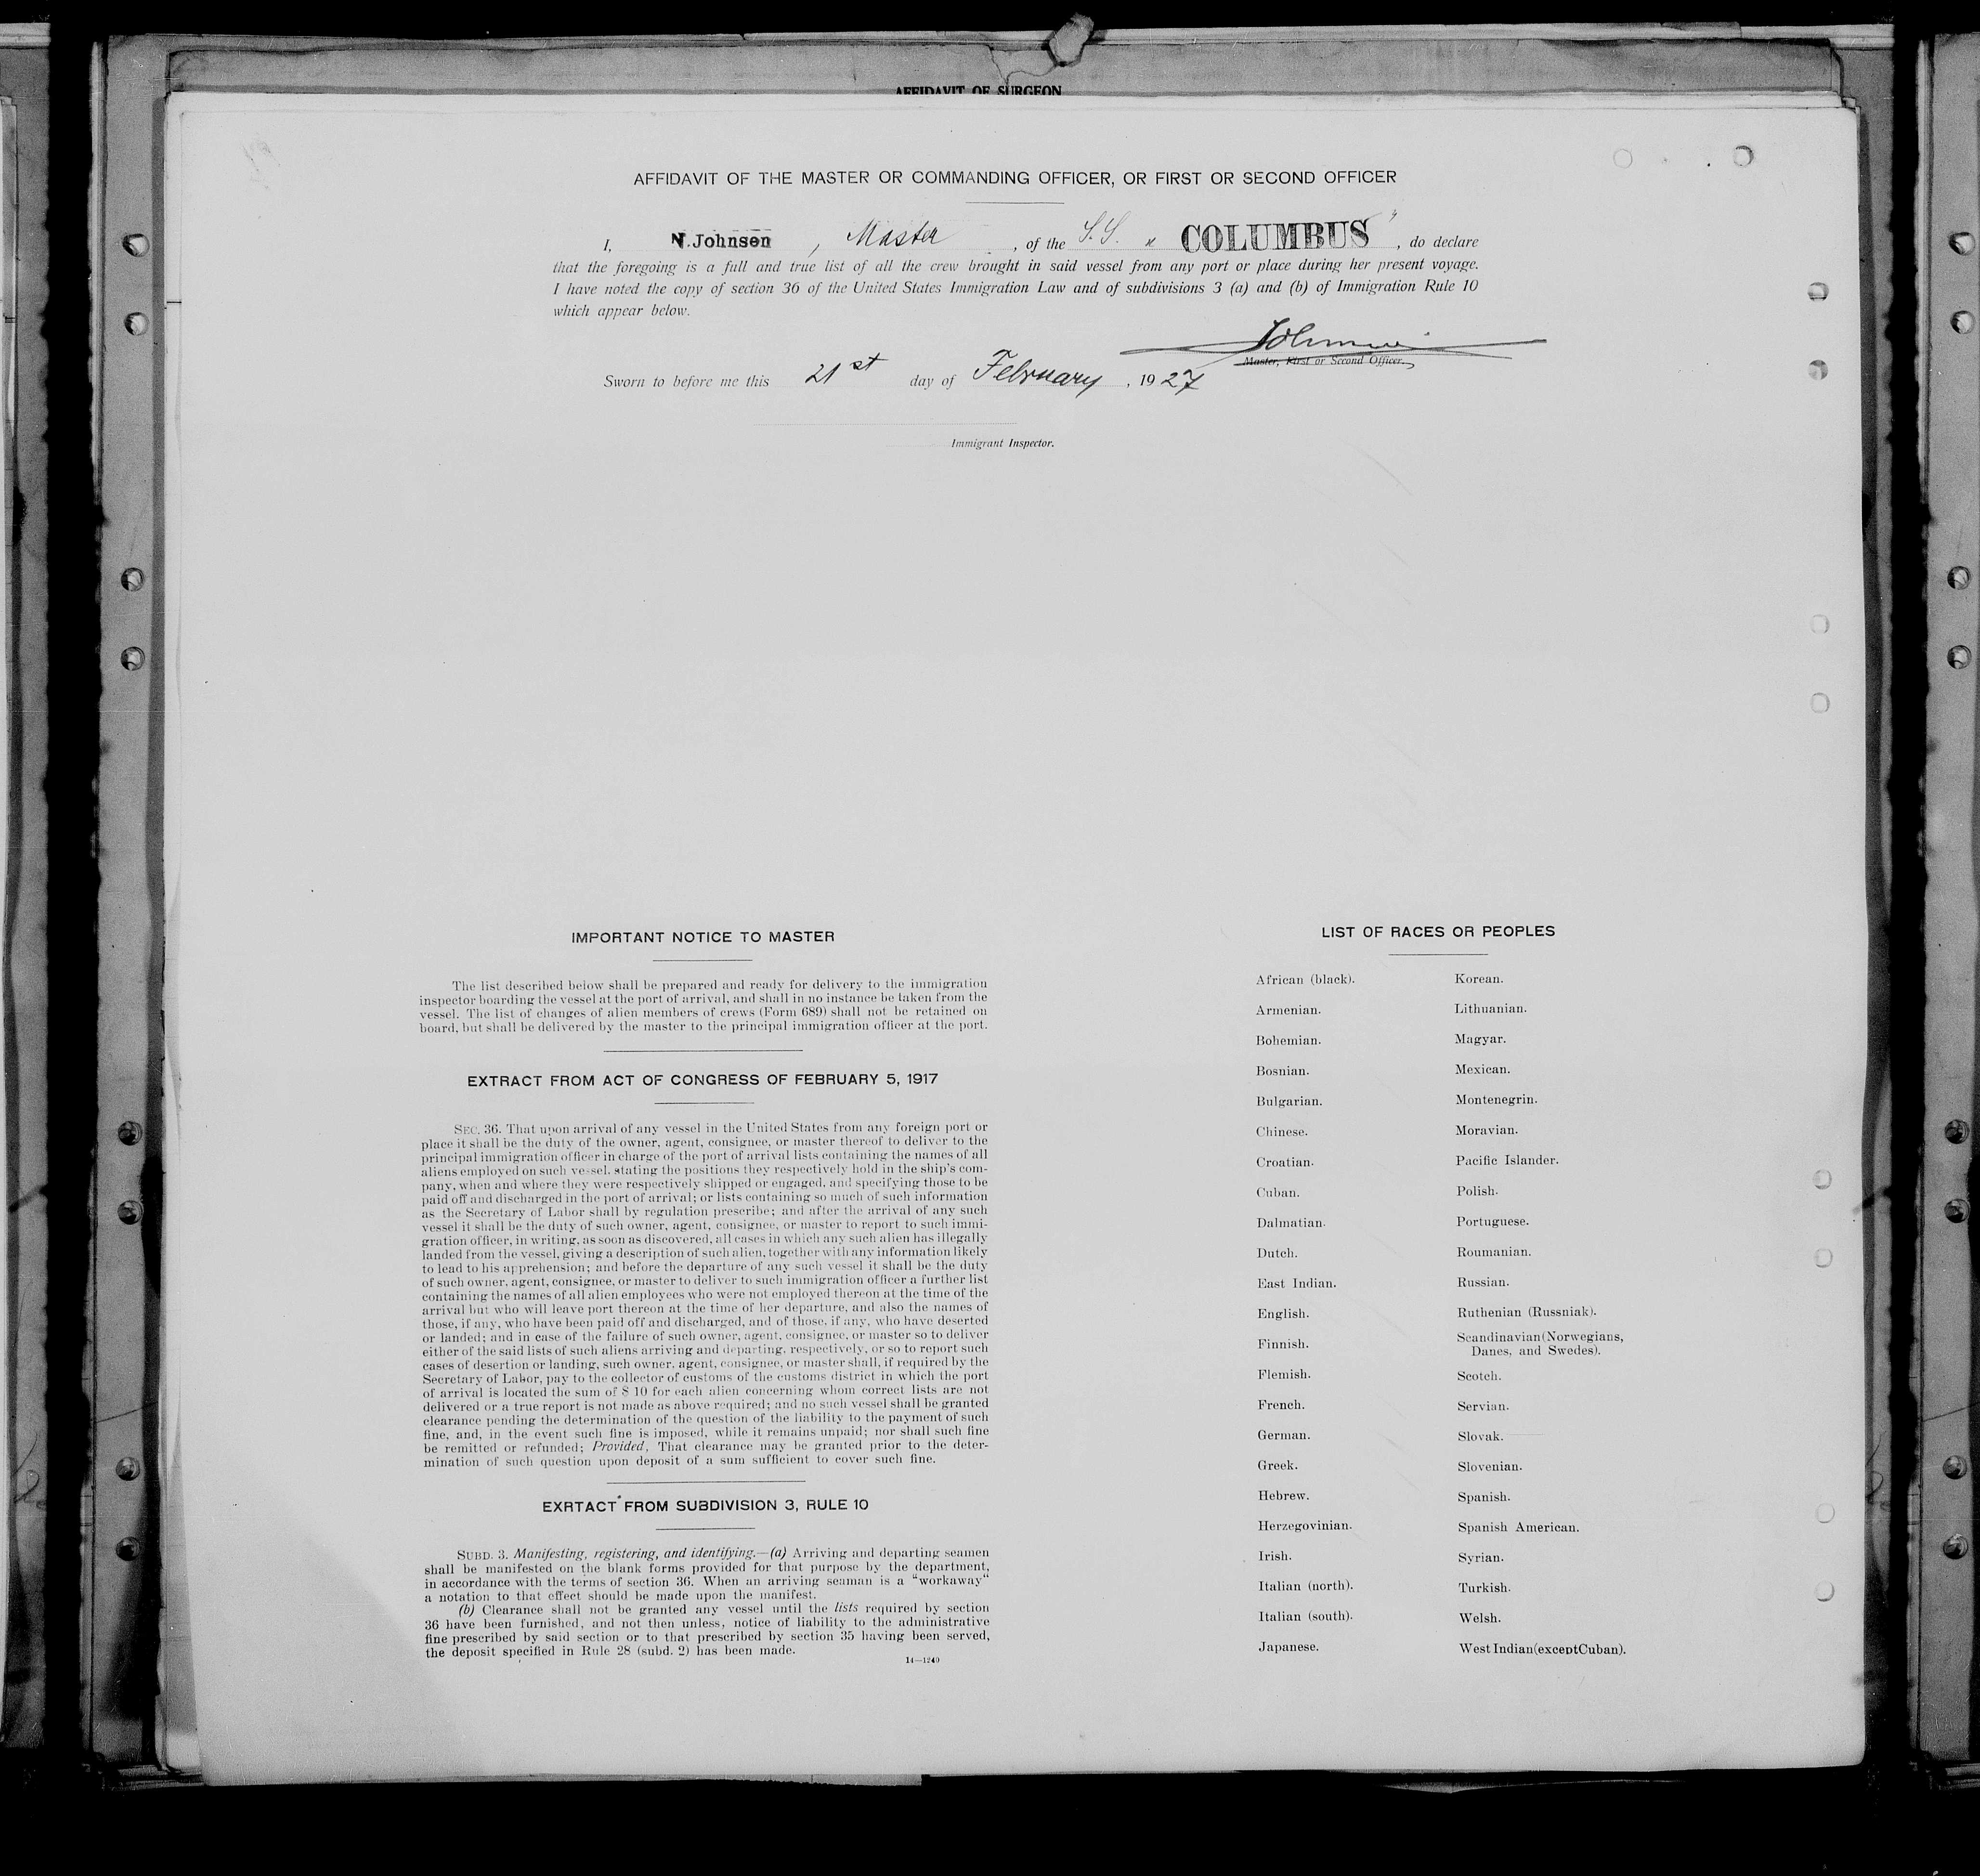 AFFIDAVIT OF SURGEON
AFFIDAVIT OF THE MASTER OR COMMANDING OFFICER, OR FIRST OR SECOND OFFICER
I, N. Johnsen, Master, of the S.S. "COLUMBUS", do declare
that the foregoing is a full and true list of all the crew brought in said vessel from any port or place during her present voyage.
I have noted the copy of section 36 of the United States Immigration Law and of subdivisions 3 (a) and (b) of Immigration Rule 10
which appear below.
Johnsen
Master, First or Second Officer.
Sworn to before me this 21st day of February, 1927
Immigrant Inspector.
IMPORTANT NOTICE TO MASTER
The list described below shall be prepared and ready for delivery to the immigration
inspector boarding the vessel at the port of arrival, and shall in no instance be taken from the
vessel. The list of changes of alien members of crews (Form 689) shall not be retained on
board, but shall be delivered by the master to the principal immigration officer at the port.
EXTRACT FROM ACT OF CONGRESS OF FEBRUARY 5, 1917
SEC. 36. That upon arrival of any vessel in the United States from any foreign port or
place it shall be the duty of the owner, agent, consignee, or master thereof to deliver to the
principal immigration officer in charge of the port of arrival lists containing the names of all
aliens employed on such vessel, stating the positions they respectively hold in the ship's com-
pany, when and where they were respectively shipped or engaged, and specifying those to be
paid off and discharged in the port of arrival; or lists containing so much of such information
as the Secretary of Labor shall by regulation prescribe; and after the arrival of any such
vessel it shall be the duty of such owner, agent, consignee, or master to report to such immi-
gration officer, in writing, as soon as discovered, all cases in which any such alien has illegally
landed from the vessel, giving a description of such alien, together with any information likely
to lead to his apprehension; and before the departure of any such vessel it shall be the duty
of such owner, agent, consignee, or master to deliver to such immigration officer a further list
containing the names of all alien employees who were not employed thereon at the time of the
arrival but who will leave port thereon at the time of her departure, and also the names of
those, if any, who have been paid off and discharged, and of those, if any, who have deserted
or landed; and in case of the failure of such owner, agent, consignee, or master so to deliver
either of the said lists of such aliens arriving and departing, respectively, or so to report such
cases of desertion or landing, such owner, agent, consignee, or master shall, if required by the
Secretary of Labor, pay to the collector of customs of the customs district in which the port
of arrival is located the sum of $ 10 for each alien concerning whom correct lists are not
delivered or a true report is not made as above required; and no such vessel shall be granted
clearance pending the determination of the question of the liability to the payment of such
fine, and, in the event such fine is imposed, while it remains unpaid; nor shall such fine
be remitted or refunded; Provided, That clearance may be granted prior to the deter-
mination of such question upon deposit of a sum sufficient to cover such fine.
EXRTACT FROM SUBDIVISION 3, RULE 10
SUBD. 3. Manifesting, registering, and identifying.—(a) Arriving and departing seamen
shall be manifested on the blank forms provided for that purpose by the department,
in accordance with the terms of section 36. When an arriving seaman is a "workaway"
a notation to that effect should be made upon the manifest.
(b) Clearance shall not be granted any vessel until the lists required by section
36 have been furnished, and not then unless, notice of liability to the administrative
fine prescribed by said section or to that prescribed by section 35 having been served,
the deposit specified in Rule 28 (subd. 2) has been made.
14—1240
LIST OF RACES OR PEOPLES
African (black).
Armenian.
Bohemian.
Bosnian.
Bulgarian.
Chinese.
Croatian.
Cuban.
Dalmatian.
Dutch.
East Indian.
English.
Finnish.
Flemish.
French.
German.
Greek.
Hebrew.
Herzegovinian.
Irish.
Italian (north).
Italian (south).
Japanese.
Korean.
Lithuanian.
Magyar.
Mexican.
Montenegrin.
Moravian.
Pacific Islander.
Polish.
Portuguese.
Roumanian.
Russian.
Ruthenian (Russniak).
Scandinavian (Norwegians,
Danes, and Swedes).
Scotch.
Servian.
Slovak.
Slovenian.
Spanish.
Spanish American.
Syrian.
Turkish.
Welsh.
West Indian (except Cuban).